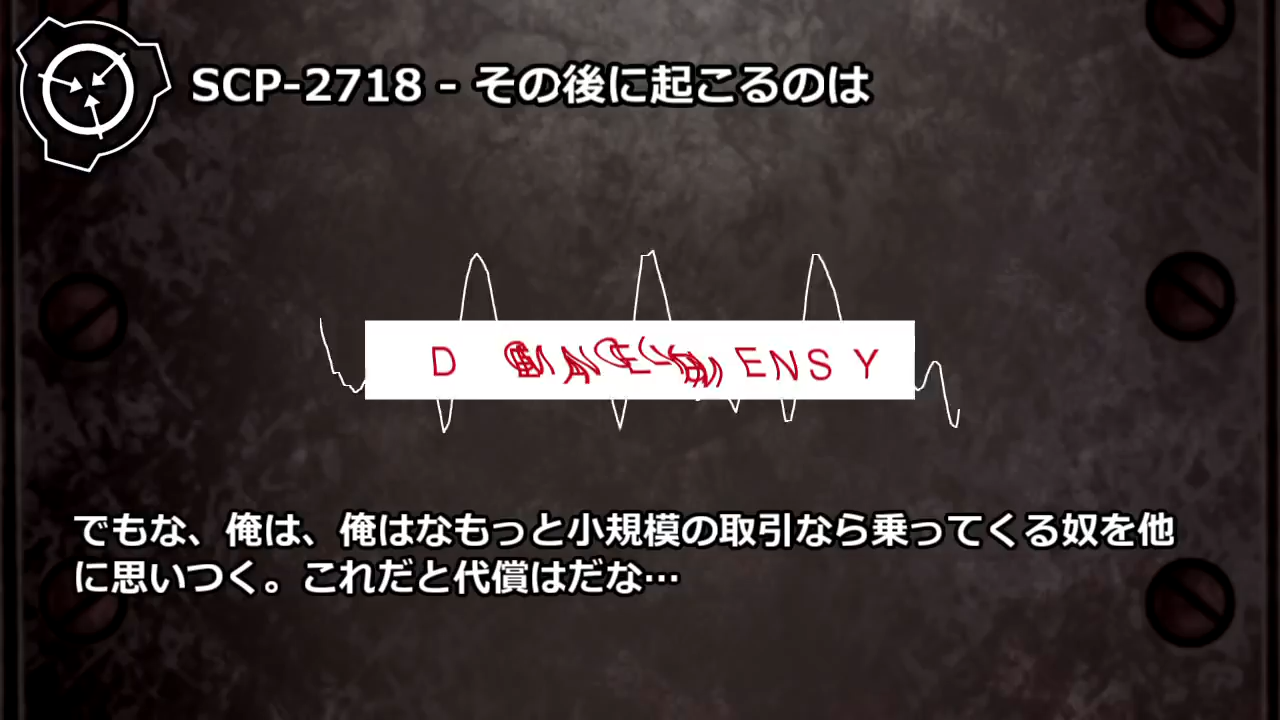 SCP-2718 - その後に起こるのは
でもな、俺は、俺はなもっと小規模の取引なら乗ってくる奴を他
に思いつく。これだと代償はだな…